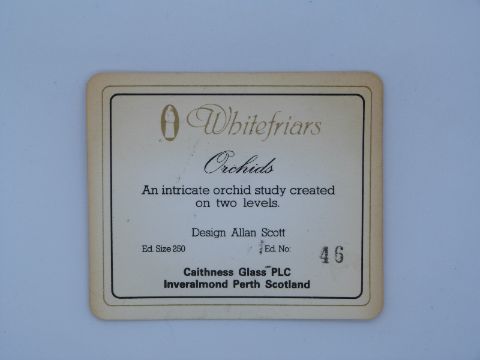 Whitefriars
Orchids
An intricate orchid study created
on two levels.
Design Allan Scott
Ed. Size 250 Ed. No: 46
Caithness Glass PLC
Inveralmond Perth Scotland